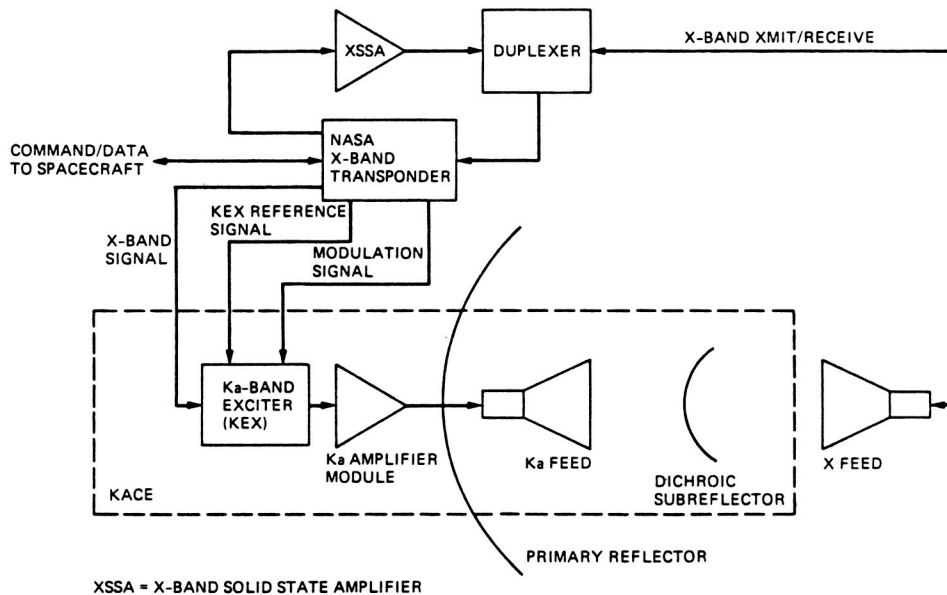 XSSA
DUPLEXER
X-BAND XMIT/RECEIVE
NASA
X-BAND
TRANSPONDER
COMMAND/DATA
TO SPACECRAFT
KEX REFERENCE
SIGNAL
X-BAND
SIGNAL
MODULATION
SIGNAL
Ka-BAND
EXCITER
(KEX)
Ka AMPLIFIER
MODULE
Ka FEED
X FEED
DICHROIC
SUBREFLECTOR
KACE
PRIMARY REFLECTOR
XSSA = X-BAND SOLID STATE AMPLIFIER